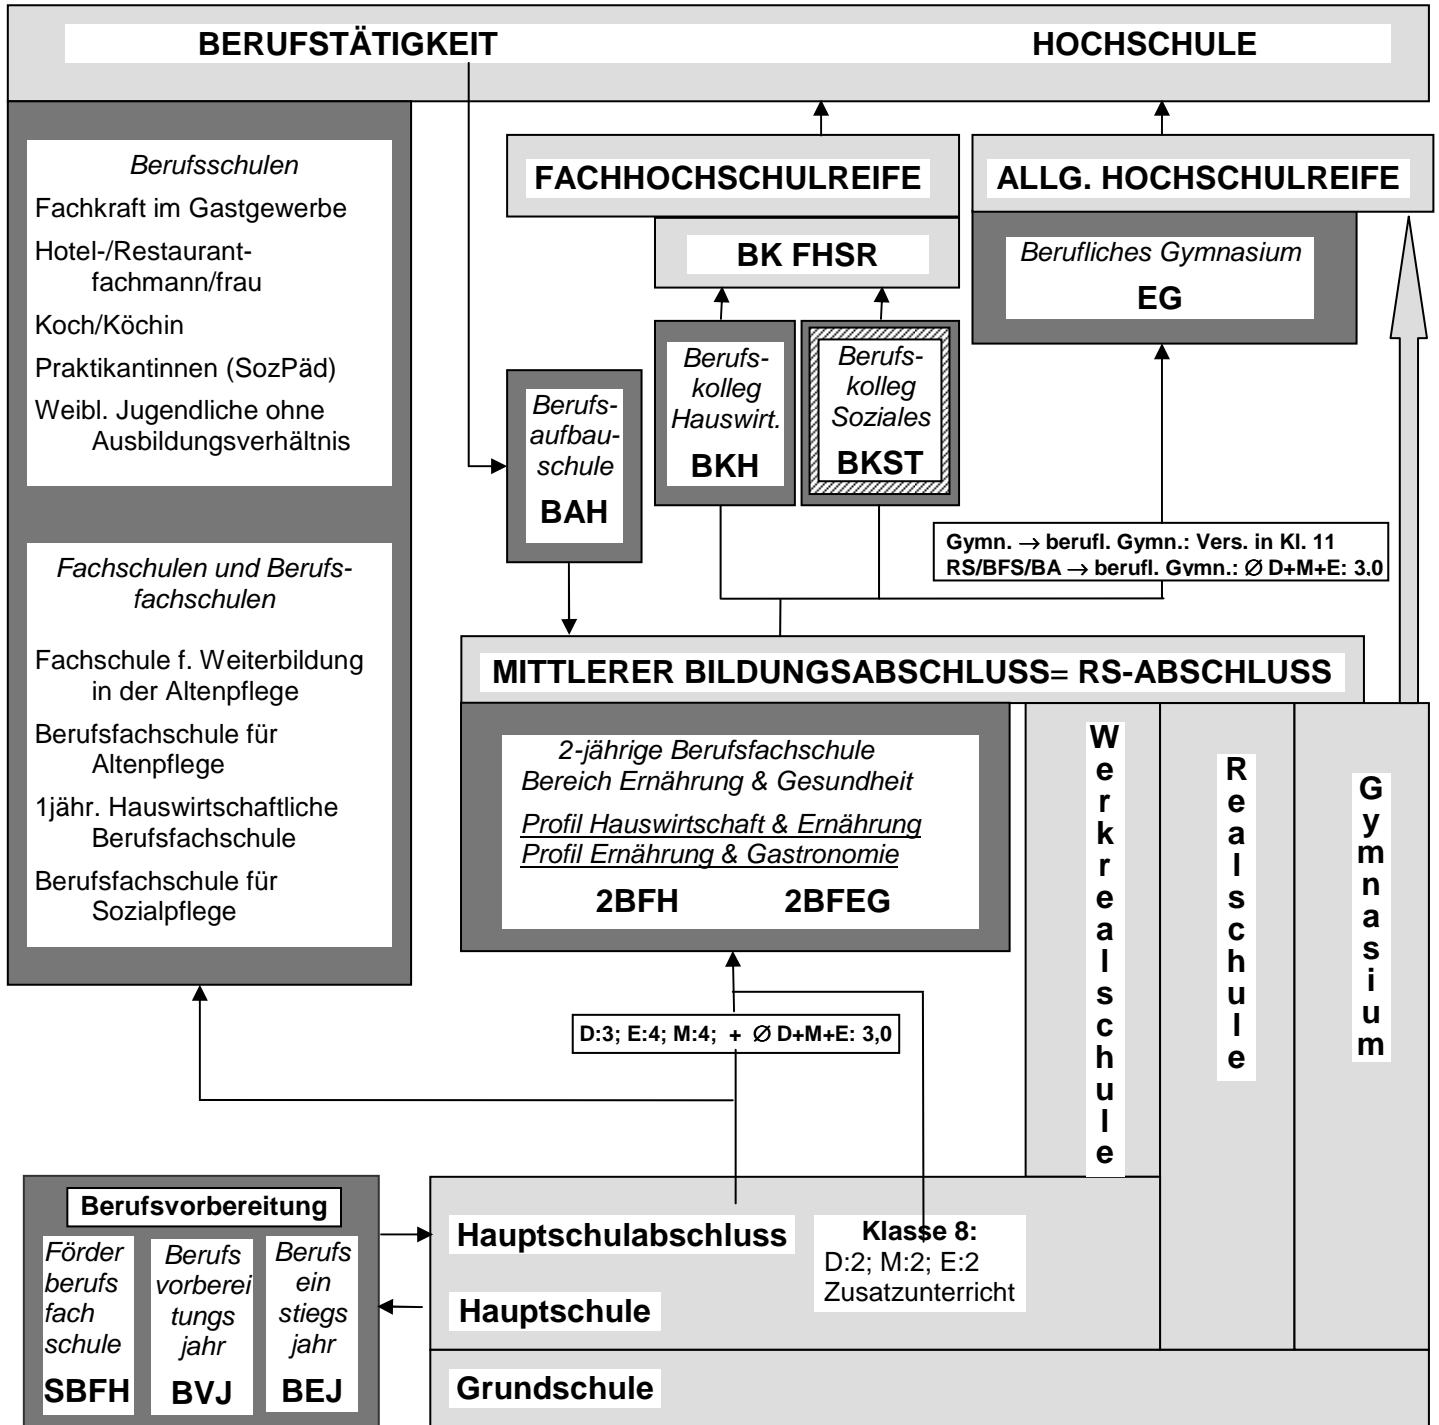 BERUFSTÄTIGKEIT
HOCHSCHULE
Berufsschulen
Fachkraft im Gastgewerbe
Hotel-/Restaurant-
fachmann/frau
Koch/Köchin
Praktikantinnen (SozPäd)
Weibl. Jugendliche ohne
Ausbildungsverhältnis
Fachschulen und Berufs-
fachschulen
Fachschule f. Weiterbildung
in der Altenpflege
Berufsfachschule für
Altenpflege
1jähr. Hauswirtschaftliche
Berufsfachschule
Berufsfachschule für
Sozialpflege
FACHHOCHSCHULREIFE
BK FHSR
ALLG. HOCHSCHULREIFE
Berufliches Gymnasium
EG
Berufs-
aufbau-
schule
BAH
Berufs-
kolleg
Hauswirt.
BKH
Berufs-
kolleg
Soziales
BKST
Gymn. → berufl. Gymn.: Vers. in Kl. 11
RS/BFS/BA → berufl. Gymn.: Ø D+M+E: 3,0
MITTLERER BILDUNGSABSCHLUSS= RS-ABSCHLUSS
2-jährige Berufsfachschule
Bereich Ernährung & Gesundheit
Profil Hauswirtschaft & Ernährung
Profil Ernährung & Gastronomie
2BFH 2BFEG
Werkrealschule
Realschule
Gymnasium
D:3; E:4; M:4; + Ø D+M+E: 3,0
Berufsvorbereitung
Förder
berufs
fach
schule
SBFH
Berufs
vorberei
tungs
jahr
BVJ
Berufs
ein
stiegs
jahr
BEJ
Hauptschulabschluss
Klasse 8:
D:2; M:2; E:2
Zusatzunterricht
Hauptschule
Grundschule